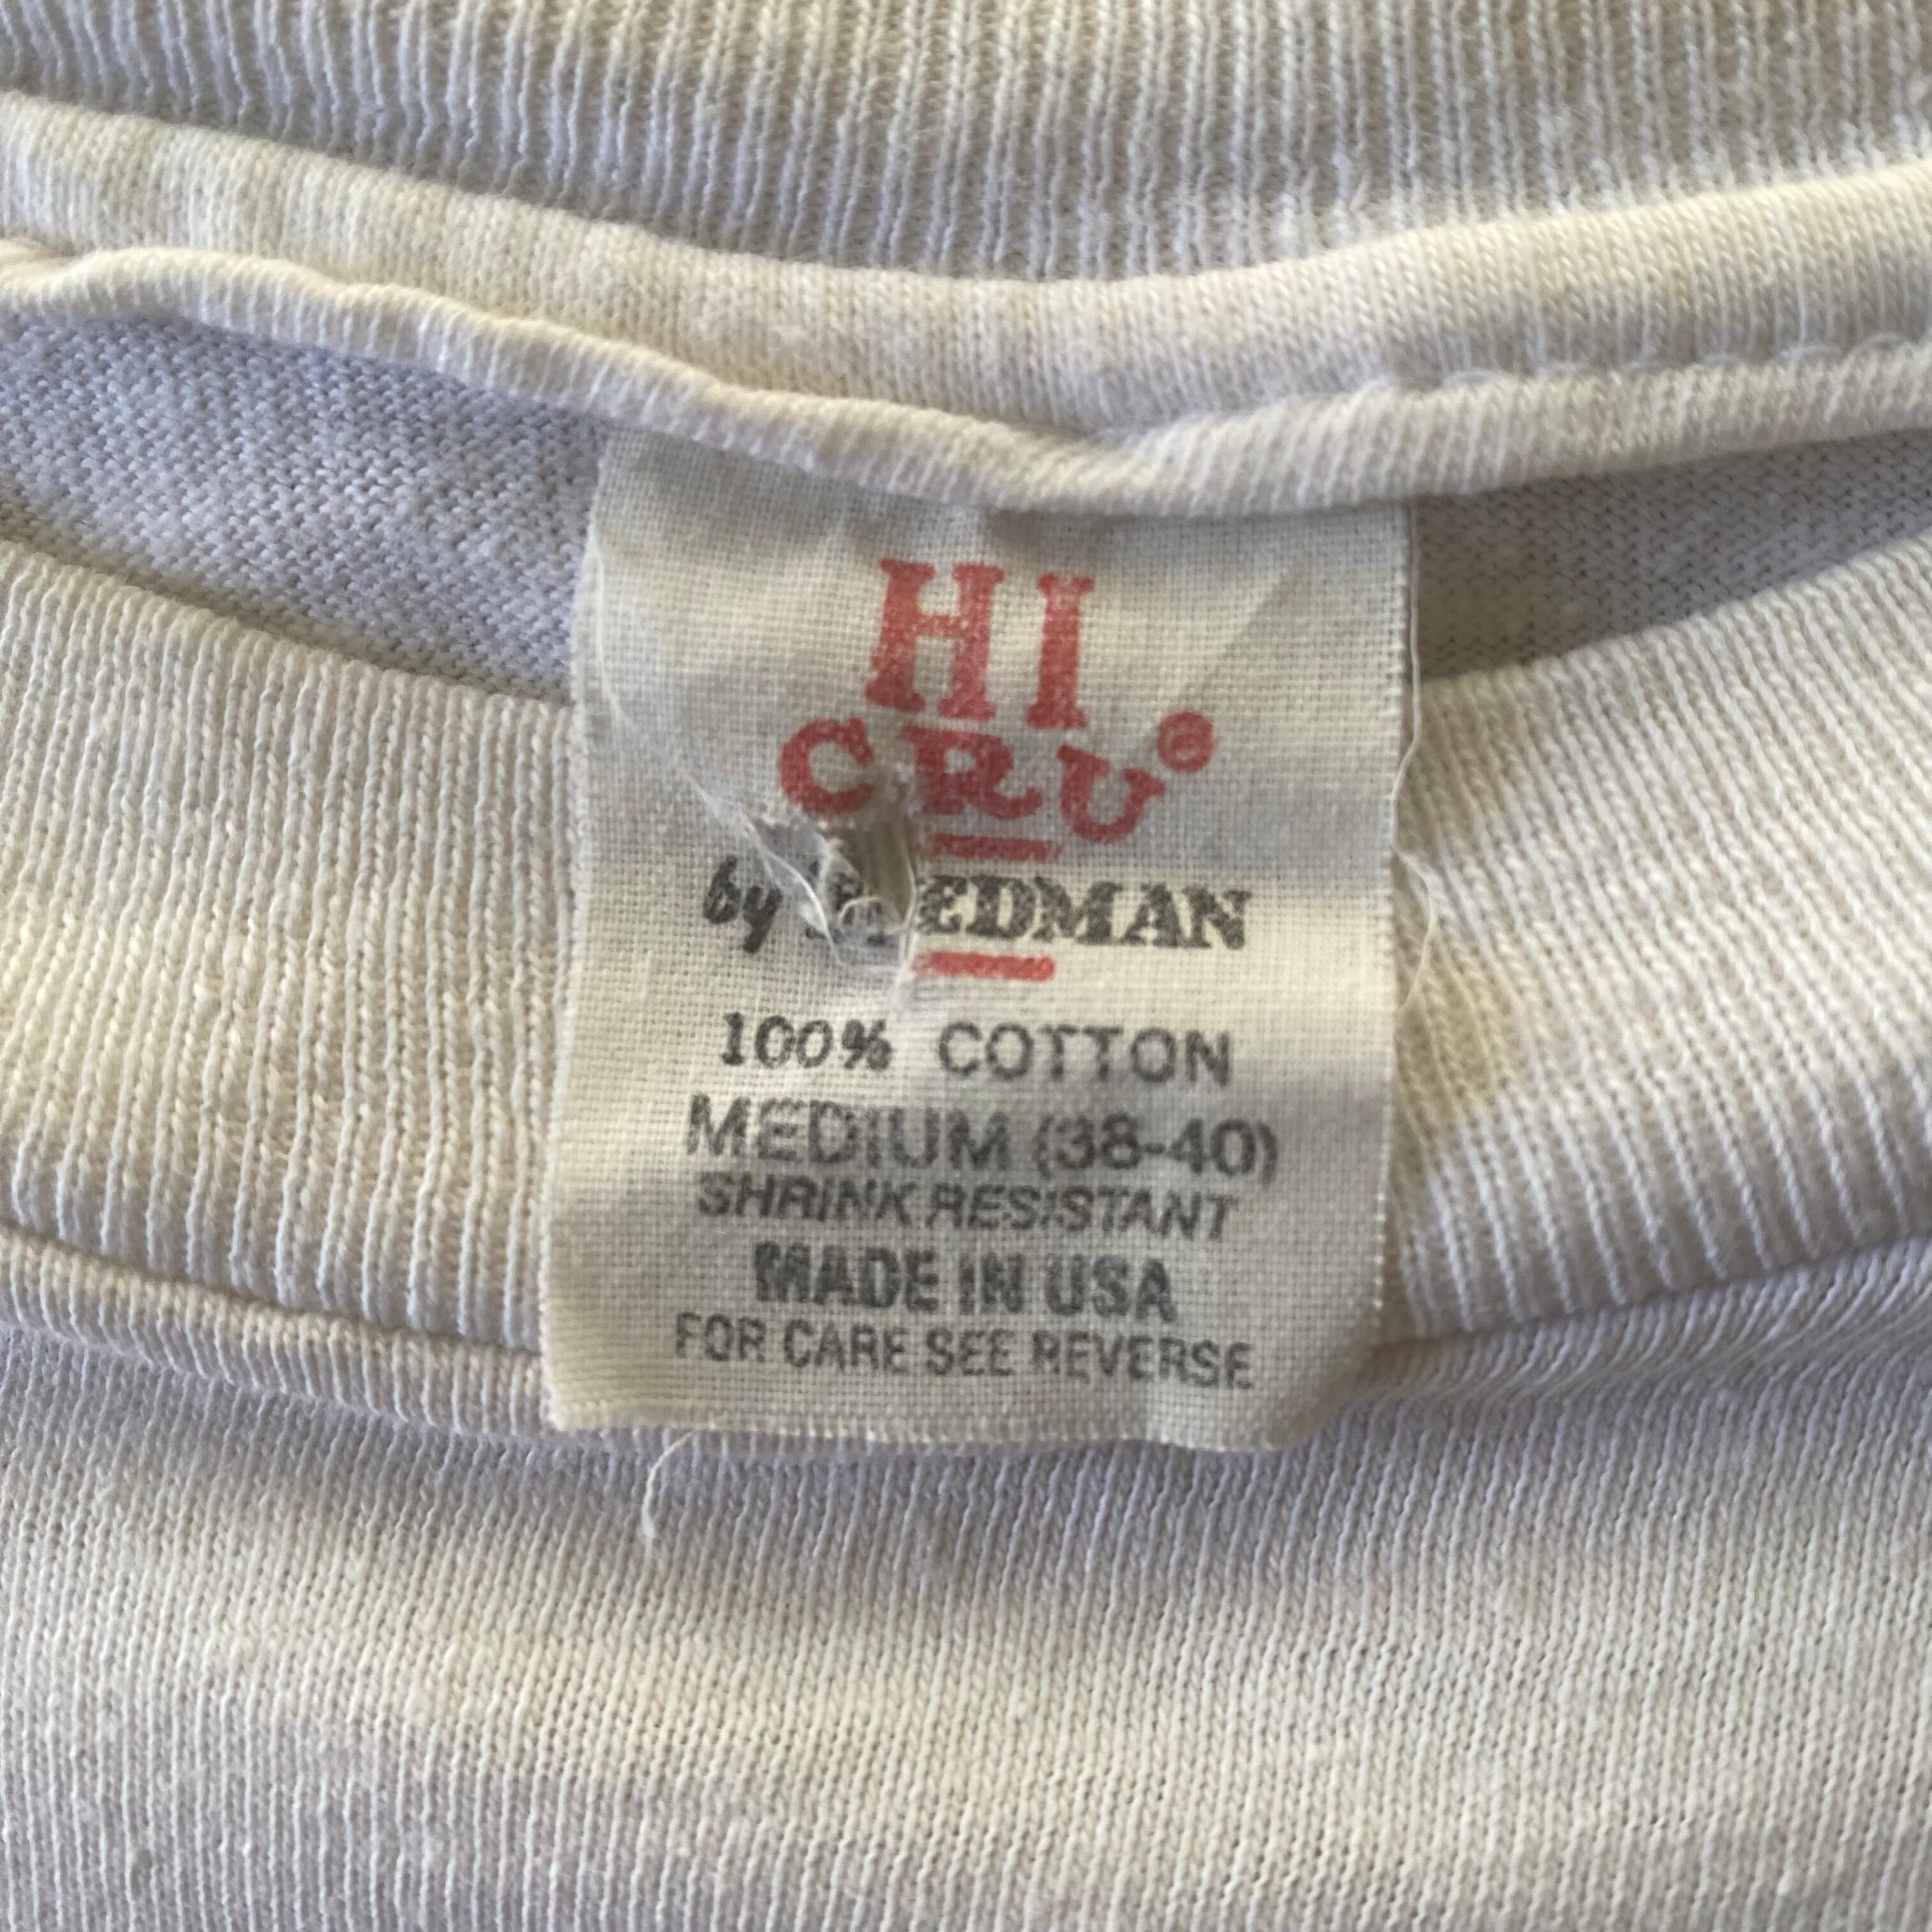 HI
CRU®
by EDMAN
100% COTTON
MEDIUM (38-40)
SHRINK RESISTANT
MADE IN USA
FOR CARE SEE REVERSE